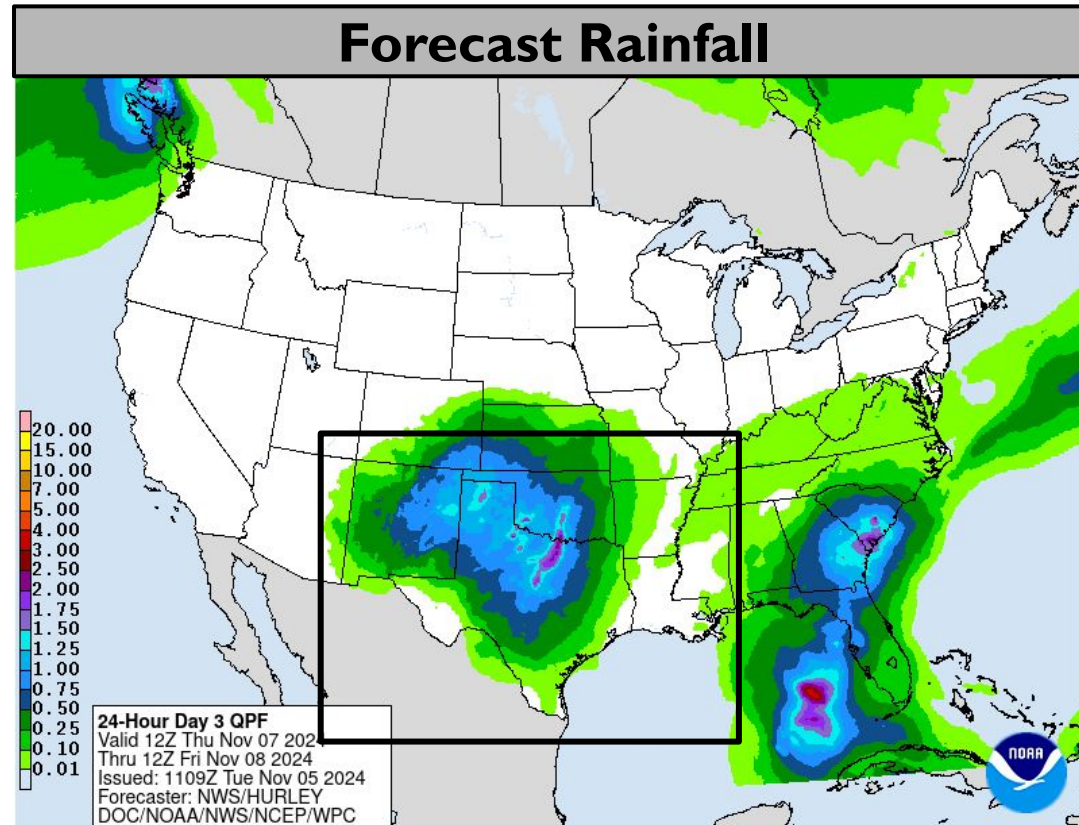 Forecast Rainfall
20.00
15.00
10.00
7.00
5.00
4.00
3.00
2.50
2.00
1.75
1.50
1.25
1.00
0.75
0.50
0.25
0.10
0.01
24-Hour Day 3 QPF
Valid 12Z Thu Nov 07 2024
Thru 12Z Fri Nov 08 2024
Issued: 1109Z Tue Nov 05 2024
Forecaster: NWS/HURLEY
DOC/NOAA/NWS/NCEP/WPC
NOAA